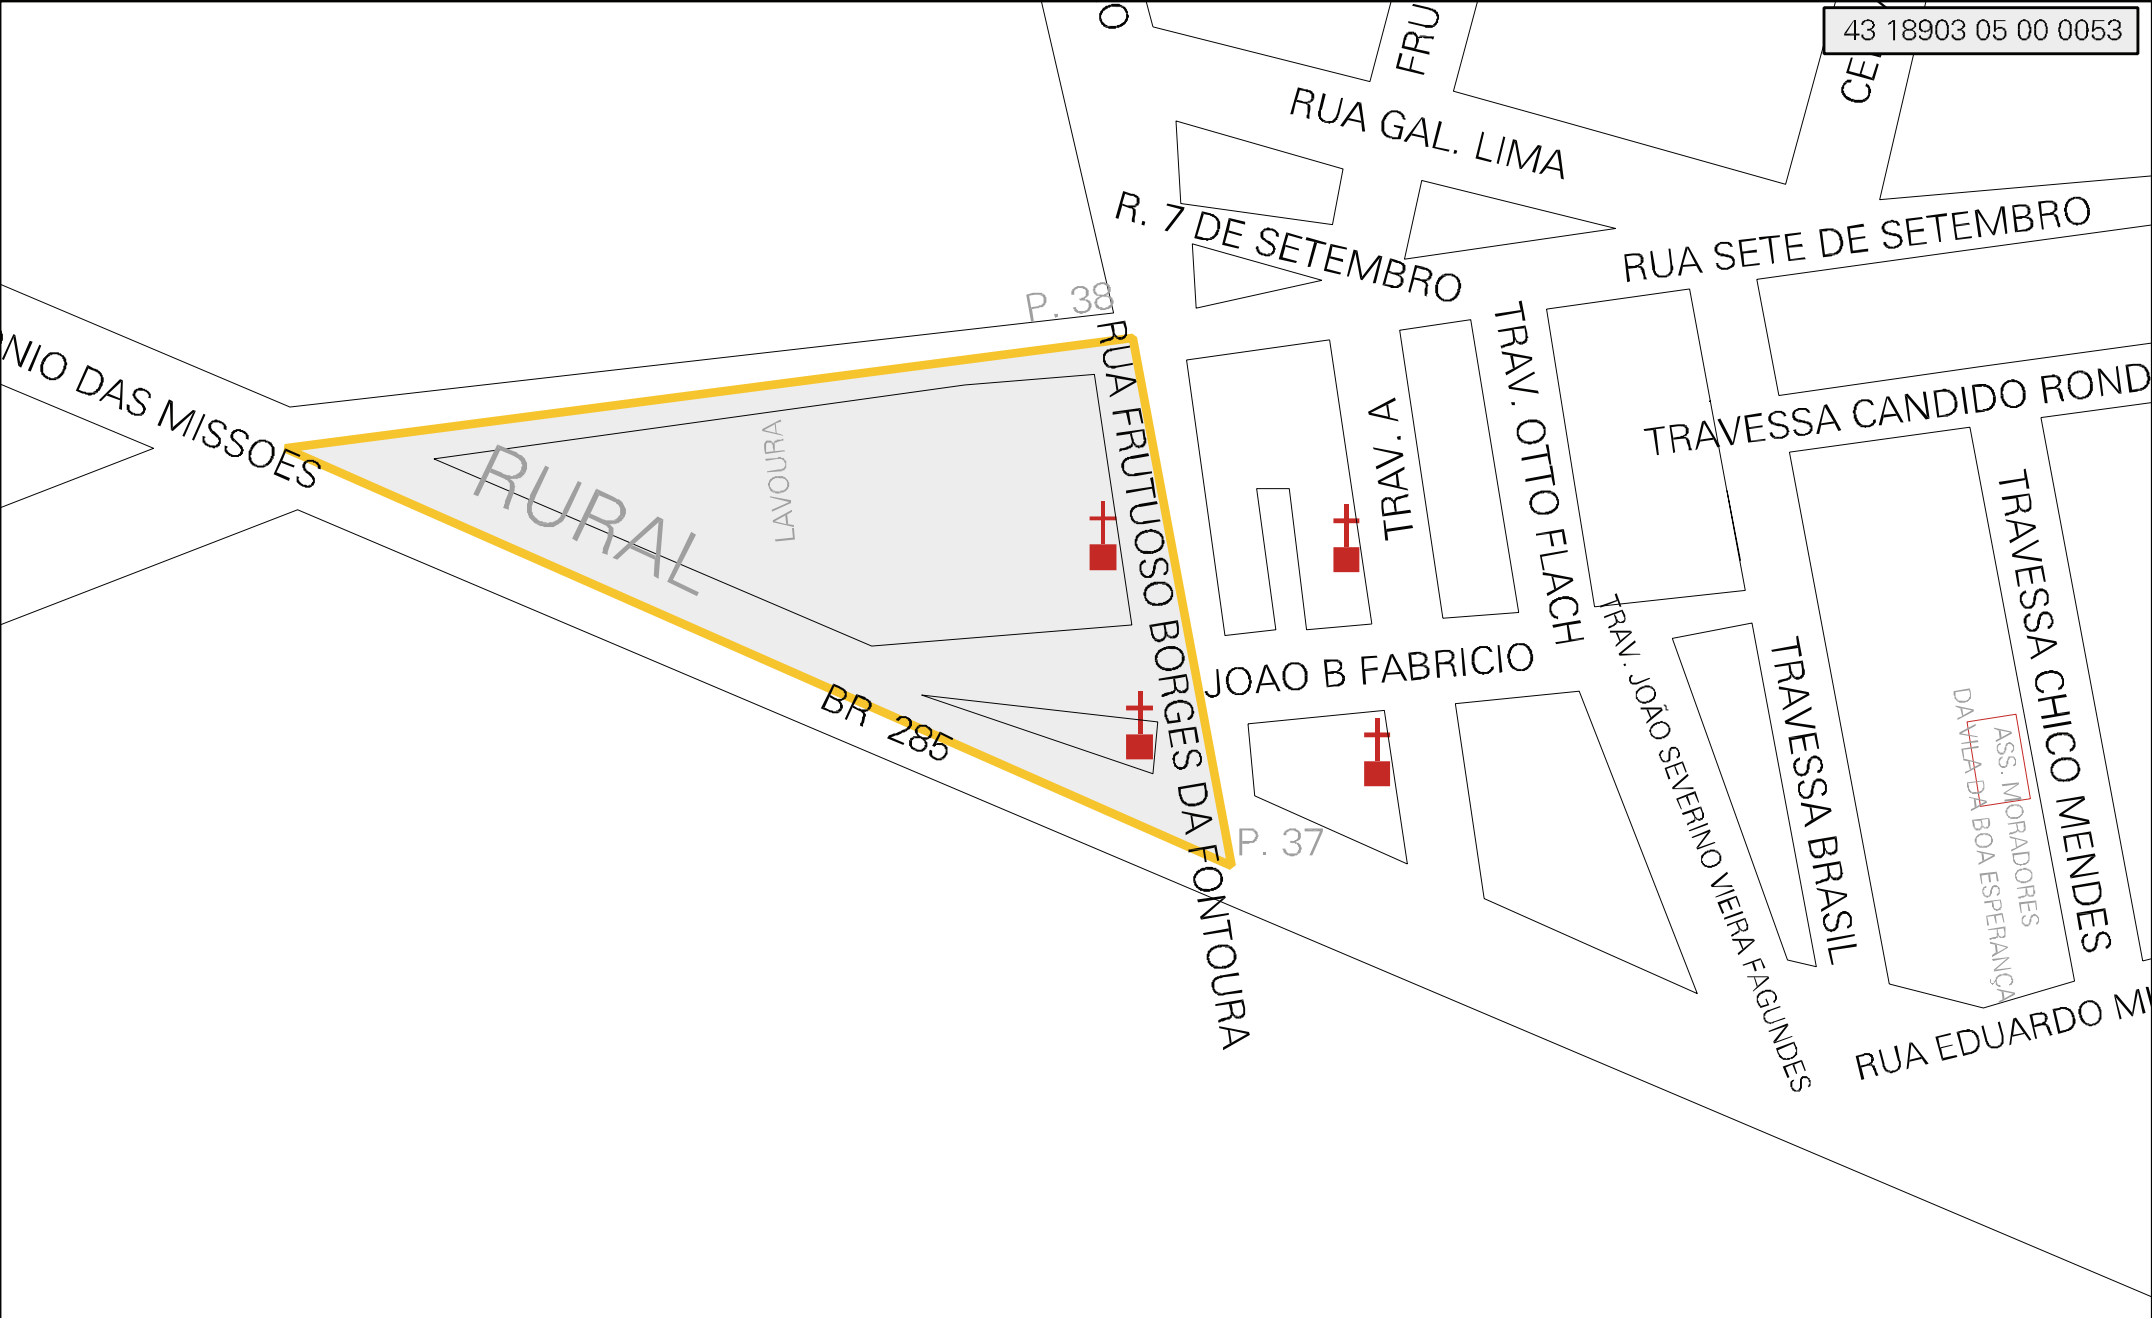 O
FRU
43 18903 05 00 0053
RUA GAL. LIMA
R. 7 DE SETEMBRO
RUA SETE DE SETEMBRO
P. 38
NIO DAS MISSOES
RUA FRUTUOSO BORGES DA FONTOURA
TRAV. A
TRAV. OTTO FLACH
TRAVESSA CANDIDO ROND
RURAL
LAVOURA
JOAO B FABRICIO
TRAV. JOÃO SEVERINO VIEIRA FAGUNDES
TRAVESSA BRASIL
TRAVESSA CHICO MENDES
ASS. MORADORES
DA VILA DA BOA ESPERANÇA
BR 285
P. 37
RUA EDUARDO MI